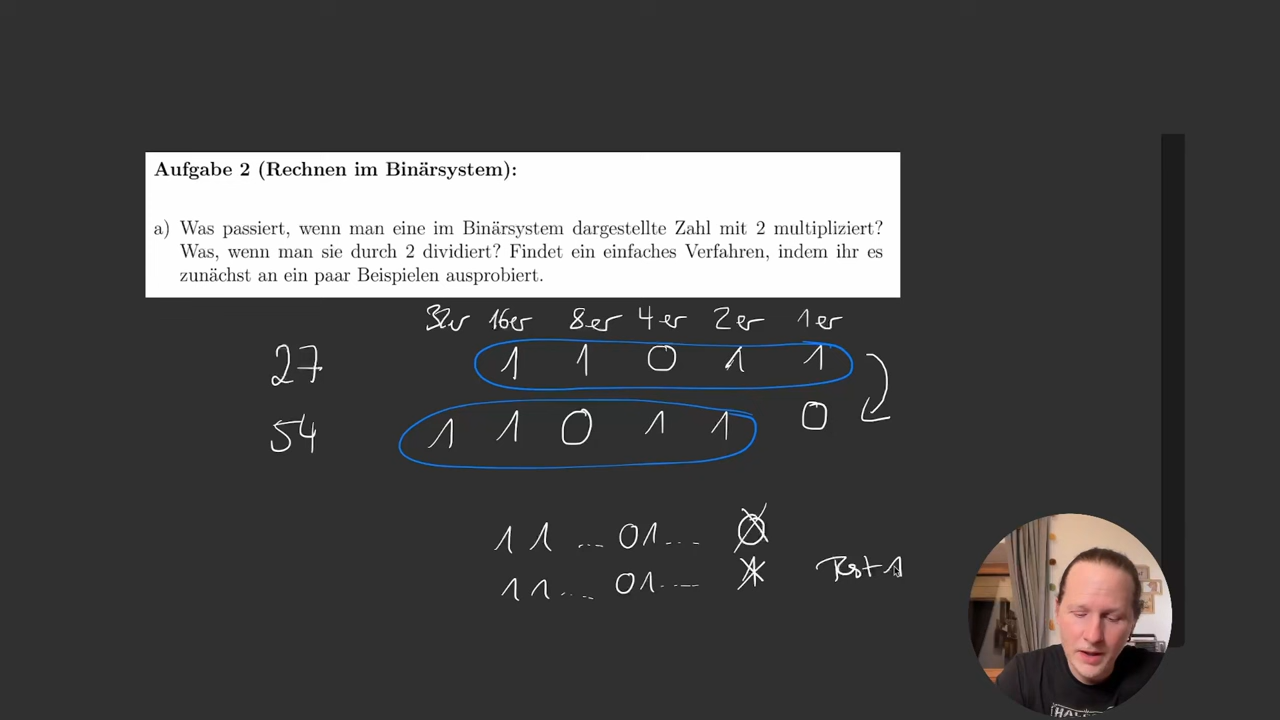 Aufgabe 2 (Rechnen im Binärsystem):
a) Was passiert, wenn man eine im Binärsystem dargestellte Zahl mit 2 multipliziert?
Was, wenn man sie durch 2 dividiert? Findet ein einfaches Verfahren, indem ihr es
zunächst an ein paar Beispielen ausprobiert.
32er 16er 8er 4er 2er 1er
27 1 1 0 1 1
54 1 1 0 1 1 0
1 1 ... 0 1 ... 0
1 1 ... 0 1 ... 1 Rest 1
HAL